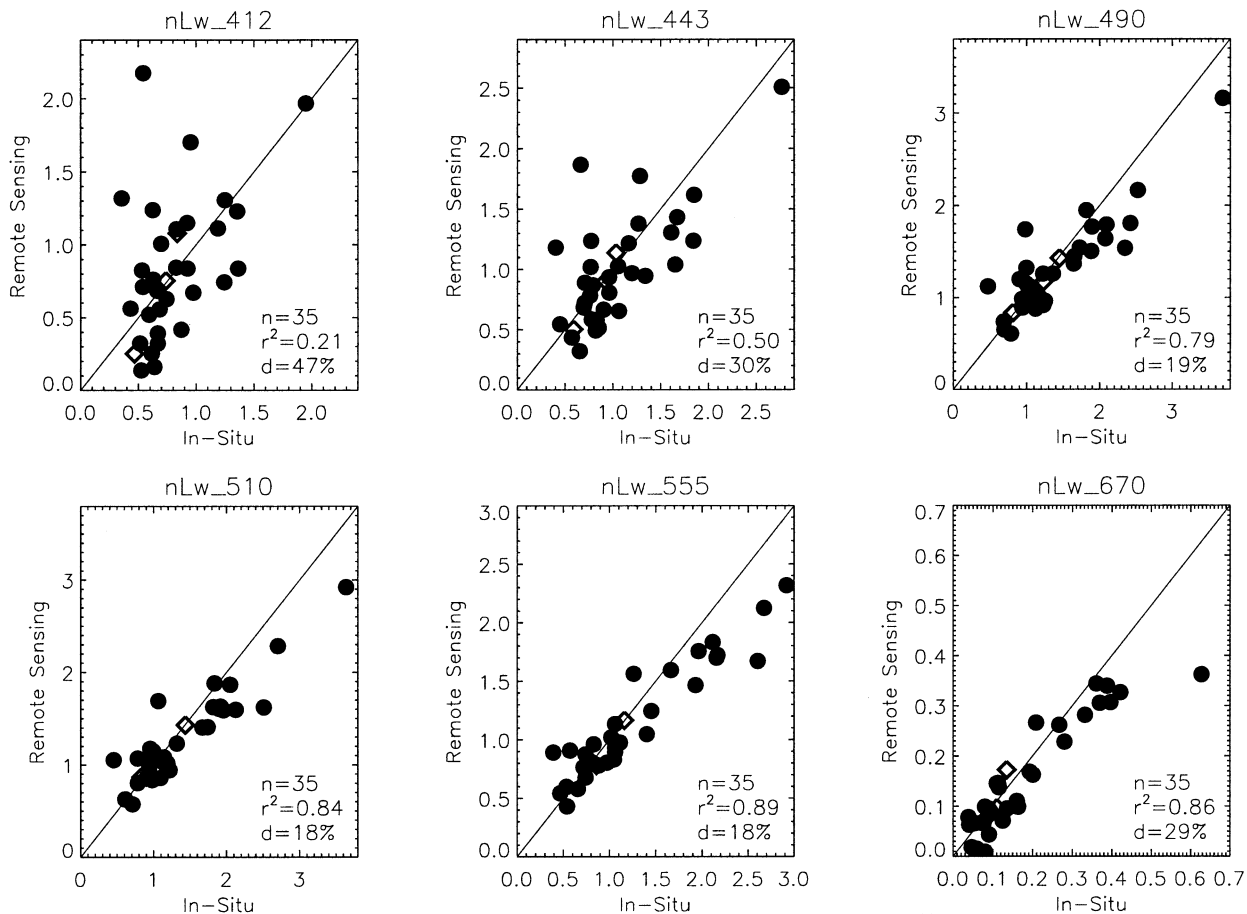 nLw_412
Remote Sensing
2.0
1.5
1.0
0.5
0.0
n=35
r²=0.21
d=47%
0.0 0.5 1.0 1.5 2.0
In-Situ
nLw_443
Remote Sensing
2.5
2.0
1.5
1.0
0.5
0.0
n=35
r²=0.50
d=30%
0.0 0.5 1.0 1.5 2.0 2.5
In-Situ
nLw_490
Remote Sensing
3
2
1
0
n=35
r²=0.79
d=19%
0 1 2 3
In-Situ
nLw_510
Remote Sensing
3
2
1
0
n=35
r²=0.84
d=18%
0 1 2 3
In-Situ
nLw_555
Remote Sensing
3.0
2.5
2.0
1.5
1.0
0.5
0.0
n=35
r²=0.89
d=18%
0.0 0.5 1.0 1.5 2.0 2.5 3.0
In-Situ
nLw_670
Remote Sensing
0.7
0.6
0.5
0.4
0.3
0.2
0.1
0.0
n=35
r²=0.86
d=29%
0.0 0.1 0.2 0.3 0.4 0.5 0.6 0.7
In-Situ